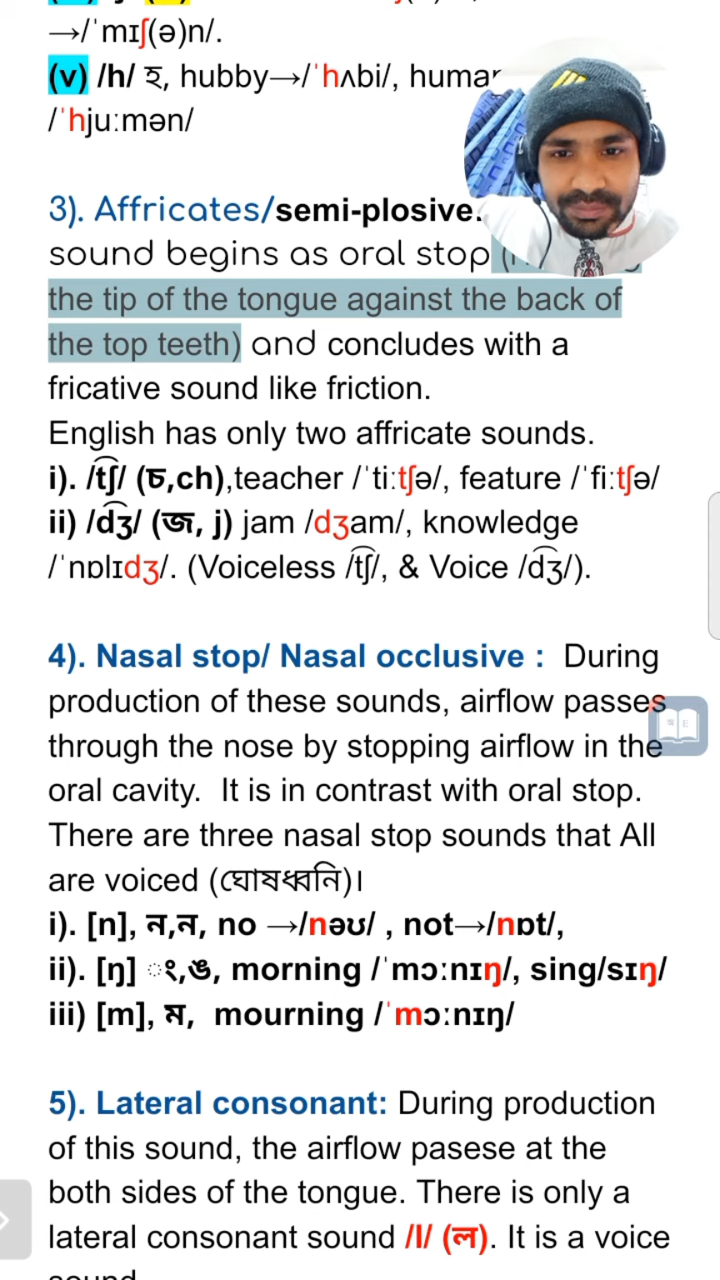 →/ˈmɪʃ(ə)n/.
(v) /h/ হ, hubby→/ˈhʌbi/, human
/ˈhjuːmən/
3). Affricates/semi-plosive:
sound begins as oral stop
the tip of the tongue against the back of
the top teeth) and concludes with a
fricative sound like friction.
English has only two affricate sounds.
i). /t͡ʃ/ (চ,ch),teacher /ˈtiːtʃə/, feature /ˈfiːtʃə/
ii) /d͡ʒ/ (জ, j) jam /dʒam/, knowledge
/ˈnɒlɪdʒ/. (Voiceless /t͡ʃ/, & Voice /d͡ʒ/).
4). Nasal stop/ Nasal occlusive : During
production of these sounds, airflow passes
through the nose by stopping airflow in the
oral cavity. It is in contrast with oral stop.
There are three nasal stop sounds that All
are voiced (ঘোষধ্বনি)।
i). [n], ন,ন, no →/nəʊ/ , not→/nɒt/,
ii). [ŋ] ং,ঙ, morning /ˈmɔːnɪŋ/, sing/sɪŋ/
iii) [m], ম, mourning /ˈmɔːnɪŋ/
5). Lateral consonant: During production
of this sound, the airflow pasese at the
both sides of the tongue. There is only a
lateral consonant sound /l/ (ল). It is a voice
sound